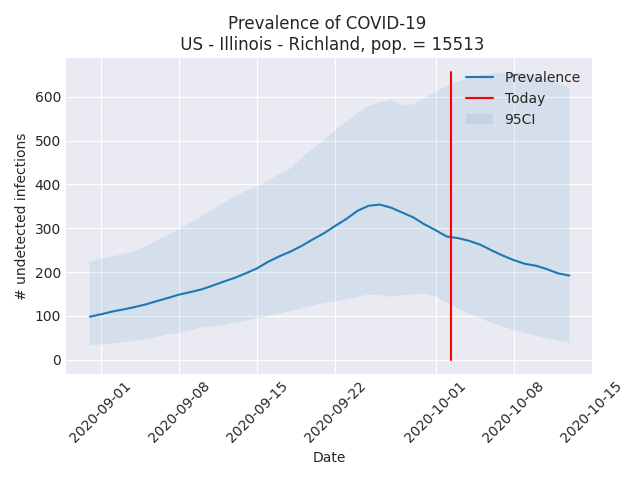 Prevalence of COVID-19
US - Illinois - Richland, pop. = 15513
Prevalence
Today
95CI
# undetected infections
600
500
400
300
200
100
0
2020-09-01
2020-09-08
2020-09-15
2020-09-22
2020-10-01
2020-10-08
2020-10-15
Date